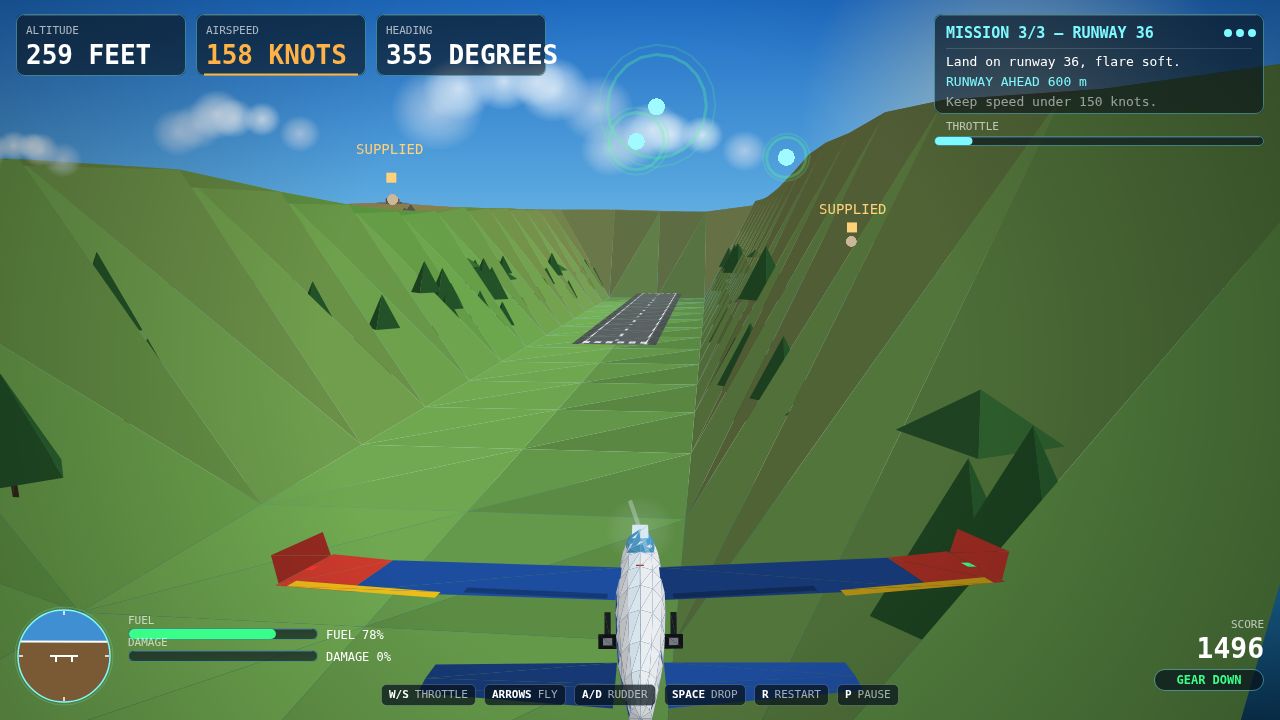 ALTITUDE
259 FEET
AIRSPEED
158 KNOTS
HEADING
355 DEGREES
MISSION 3/3 — RUNWAY 36
Land on runway 36, flare soft.
RUNWAY AHEAD 600 m
Keep speed under 150 knots.
THROTTLE
SUPPLIED
SUPPLIED
FUEL
FUEL 78%
DAMAGE
DAMAGE 0%
SCORE
1496
GEAR DOWN
W/S THROTTLE
ARROWS FLY
A/D RUDDER
SPACE DROP
R RESTART
P PAUSE